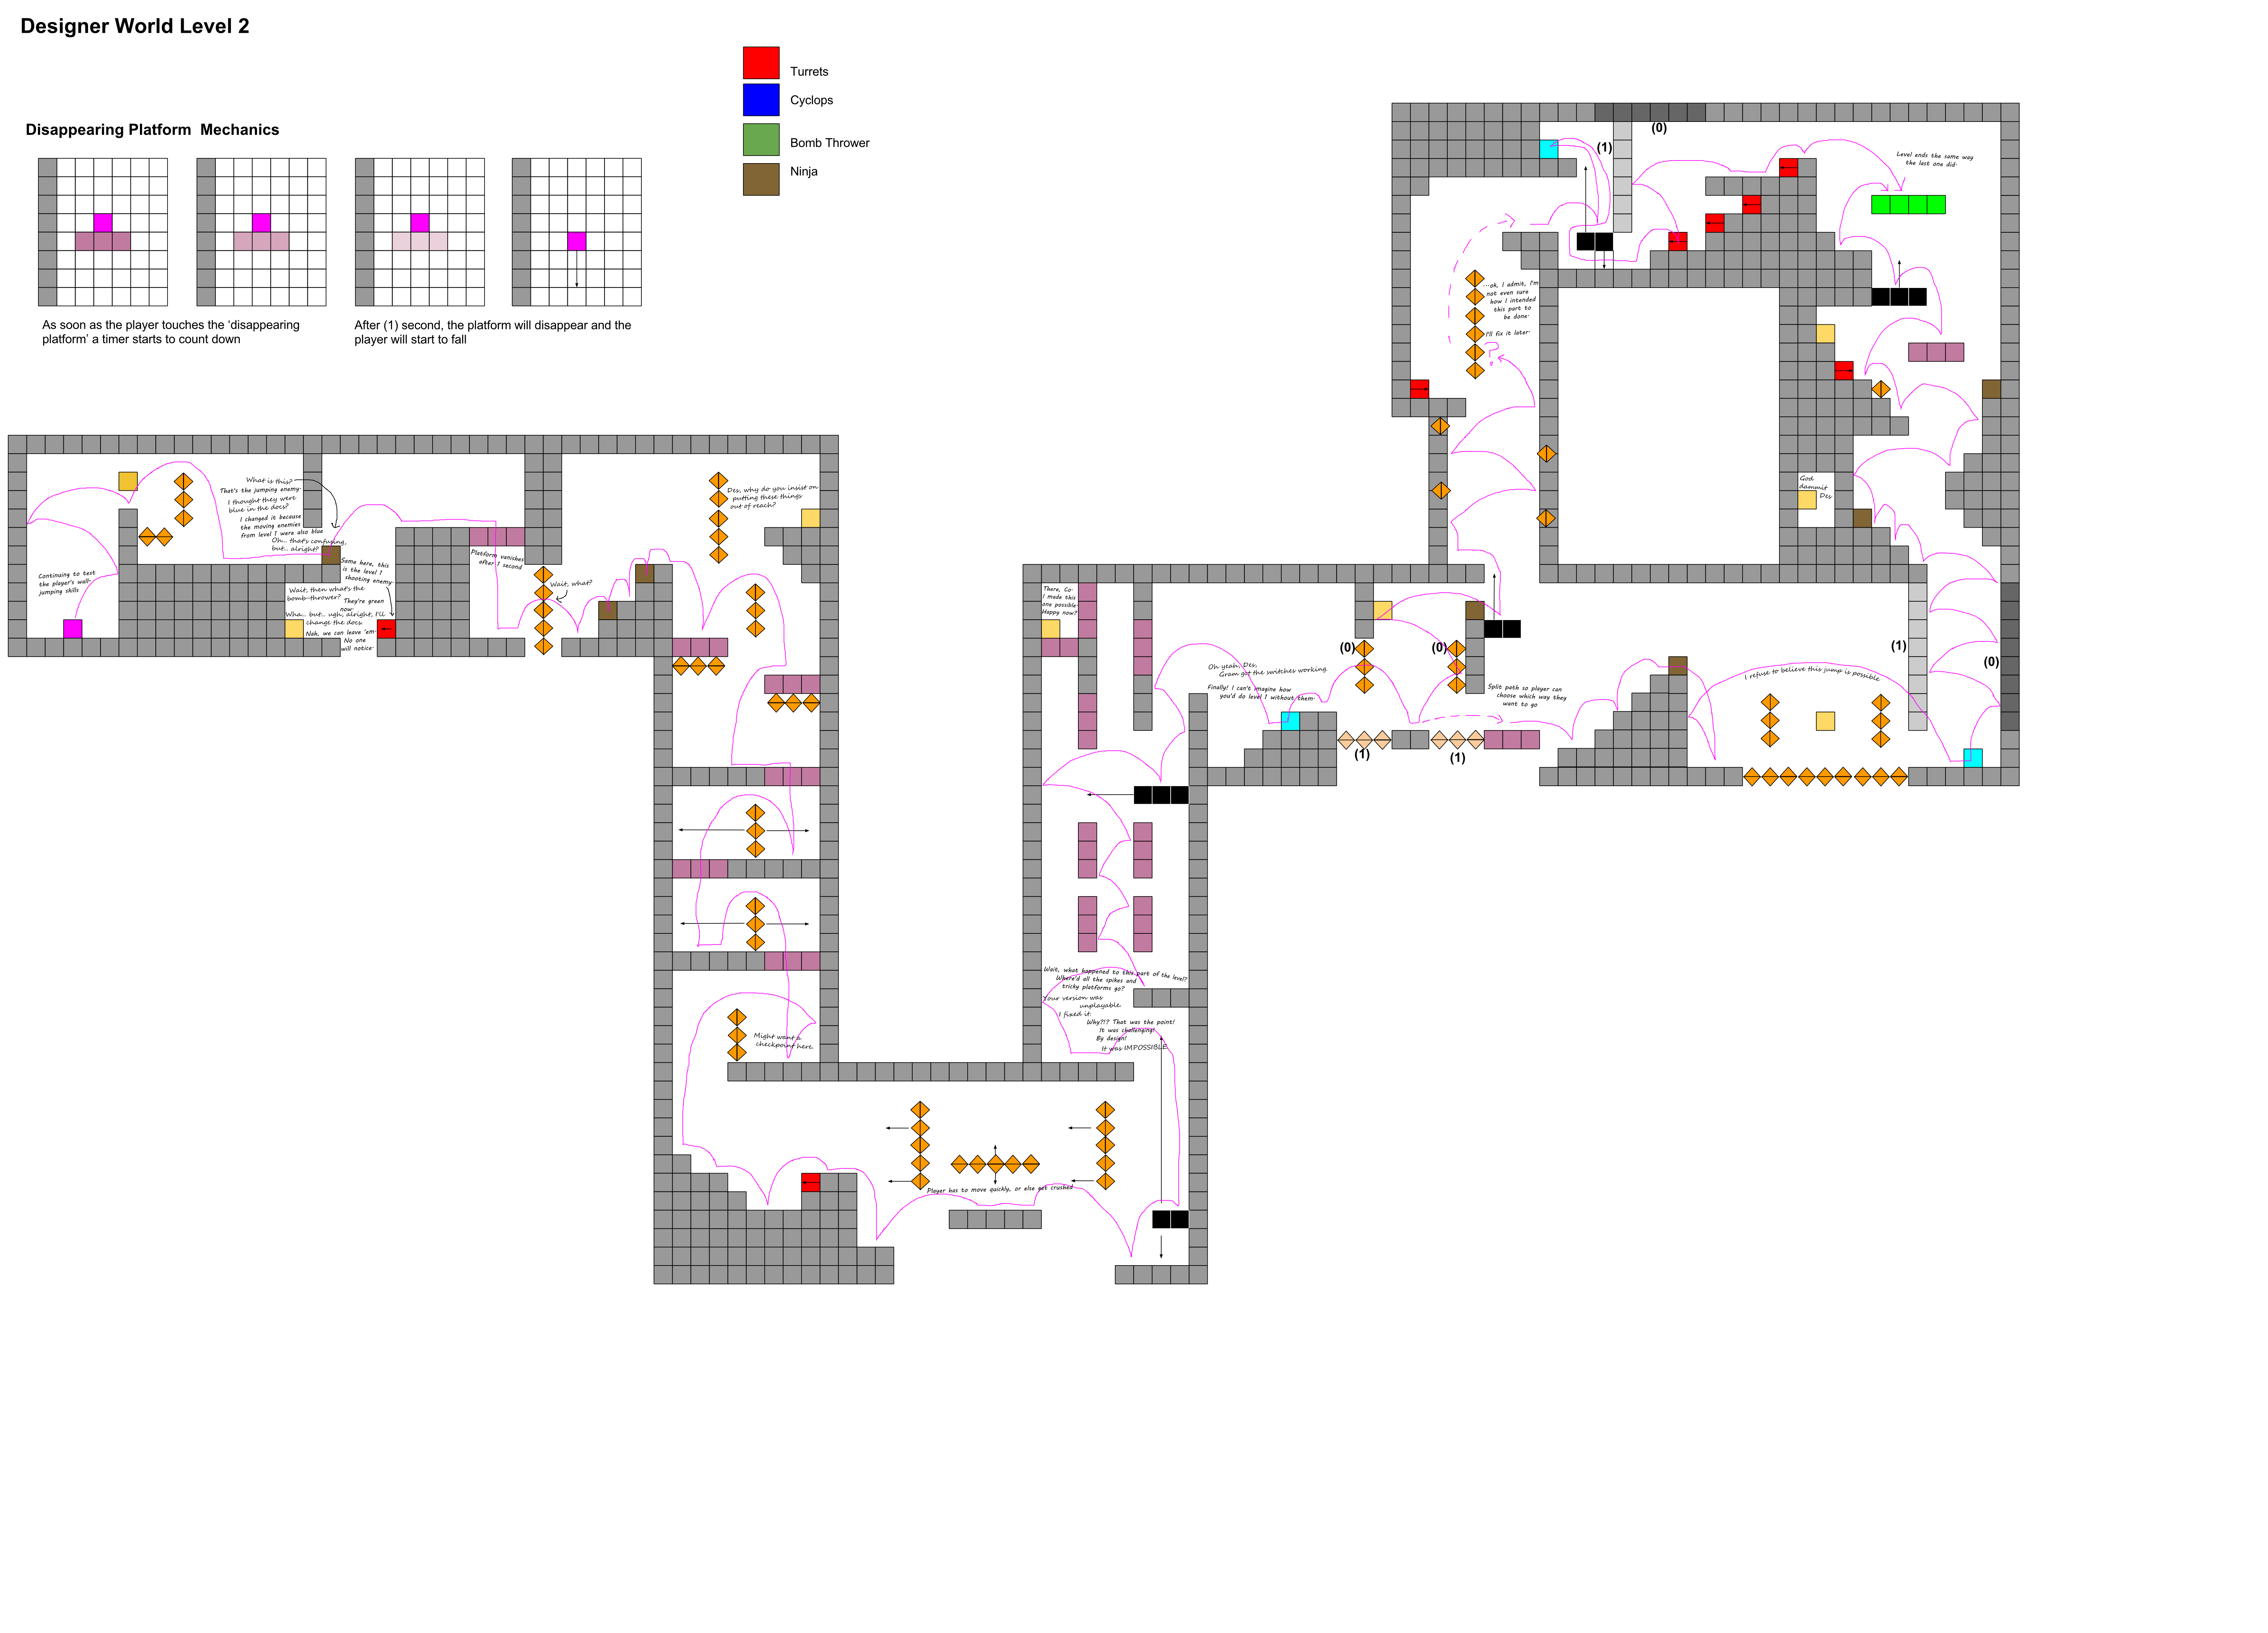 Designer World Level 2
Turrets
Cyclops
Bomb Thrower
Ninja
Disappearing Platform  Mechanics
As soon as the player touches the ‘disappearing
platform’ a timer starts to count down
After (1) second, the platform will disappear and the
player will start to fall
What is this?
That's the jumping enemy.
I thought they were
blue in the docs?
I changed it because
the moving enemies
from level 1 were also blue
Oh... that's confusing,
but... alright?
Continuing to test
the player's wall-
jumping skills
Same here, this
is the level 1
shooting enemy
Wait, then what's the
bomb-thrower?
They're green
now.
Wha... but... ugh, alright, I'll
change the docs.
Nah, we can leave 'em.
No one
will notice.
Platform vanishes
after 1 second
Wait, what?
Des, why do you insist on
putting these things
out of reach?
Might want a
checkpoint here.
Player has to move quickly, or else get crushed
There, Co.
I made this
one possible.
Happy now?
Wait, what happened to this part of the level?
Where'd all the spikes and
tricky platforms go?
Your version was
unplayable.
I fixed it.
Why?!? That was the point!
It was challenging!
By design!
It was IMPOSSIBLE
Oh yeah, Des,
Gram got the switches working.
Finally! I can't imagine how
you'd do level 1 without them.
(0)
(0)
(1)
(1)
Split path so player can
choose which way they
want to go
I refuse to believe this jump is possible
(1)
(0)
...ok, I admit, I'm
not even sure
how I intended
this part to
be done.
I'll fix it later.
?
(1)
(0)
Level ends the same way
the last one did.
God
dammit
Des